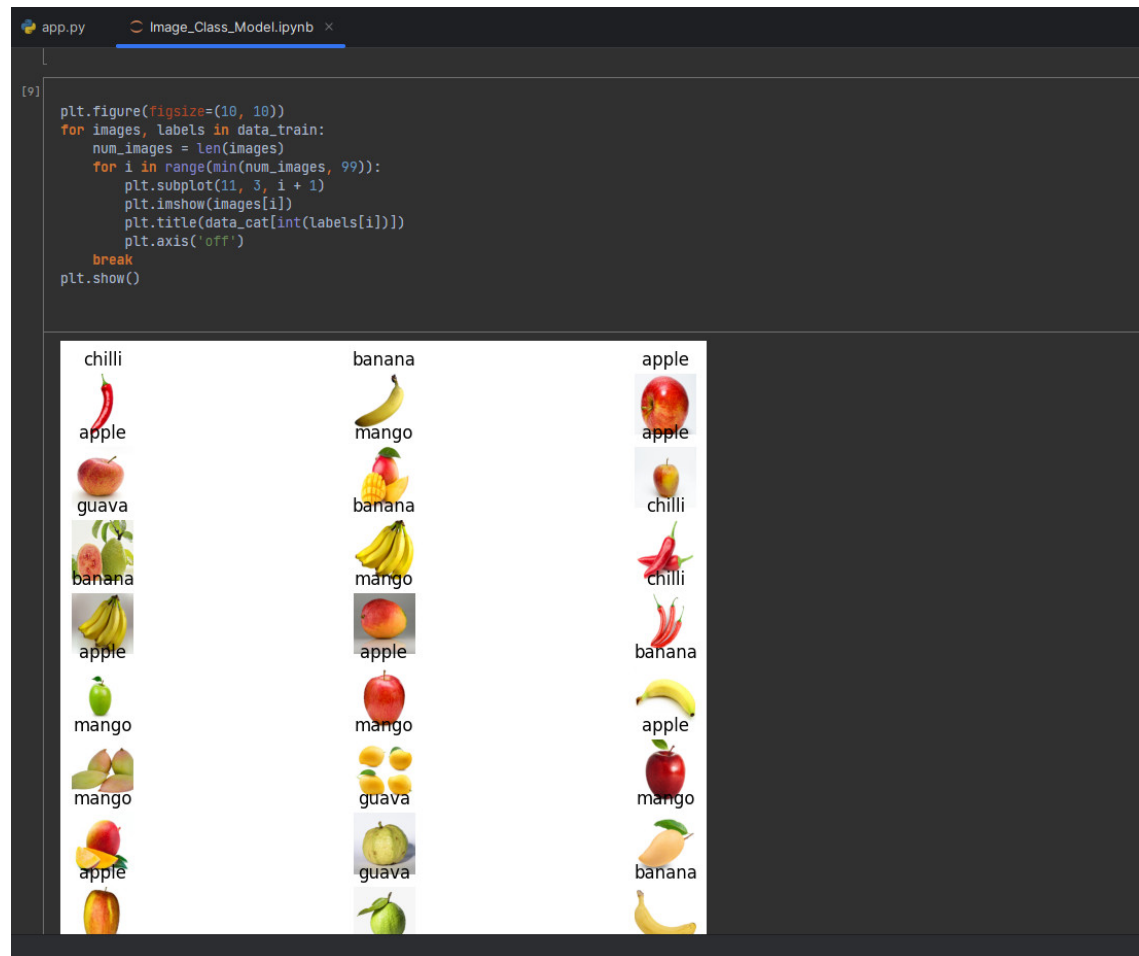 app.py Image_Class_Model.ipynb ×
[9]
plt.figure(figsize=(10, 10))
for images, labels in data_train:
    num_images = len(images)
    for i in range(min(num_images, 99)):
        plt.subplot(11, 3, i + 1)
        plt.imshow(images[i])
        plt.title(data_cat[int(labels[i])])
        plt.axis('off')
    break
plt.show()
chilli banana apple
apple mango apple
guava banana chilli
banana mango chilli
apple apple banana
mango mango apple
mango guava mango
apple guava banana